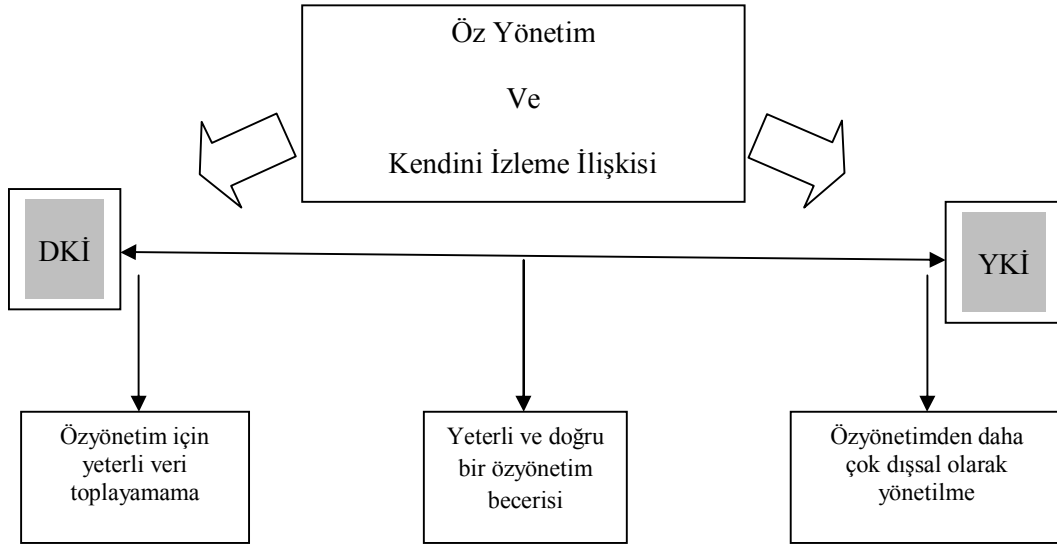 Öz Yönetim
Ve
Kendini İzleme İlişkisi
DKİ
YKİ
Özyönetim için
yeterli veri
toplayamama
Yeterli ve doğru
bir özyönetim
becerisi
Özyönetimden daha
çok dışsal olarak
yönetilme